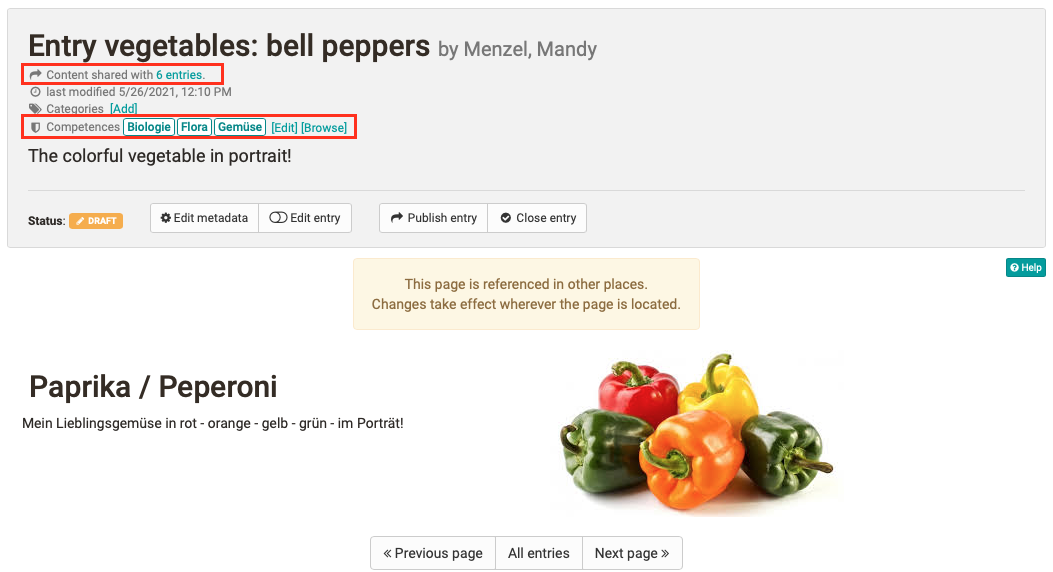 Entry vegetables: bell peppers by Menzel, Mandy
Content shared with 6 entries.
last modified 5/26/2021, 12:10 PM
Categories [Add]
Competences Biologie Flora Gemüse [Edit] [Browse]
The colorful vegetable in portrait!
Status: DRAFT Edit metadata Edit entry Publish entry Close entry
Help
This page is referenced in other places.
Changes take effect wherever the page is located.
Paprika / Peperoni
Mein Lieblingsgemüse in rot - orange - gelb - grün - im Porträt!
« Previous page All entries Next page »